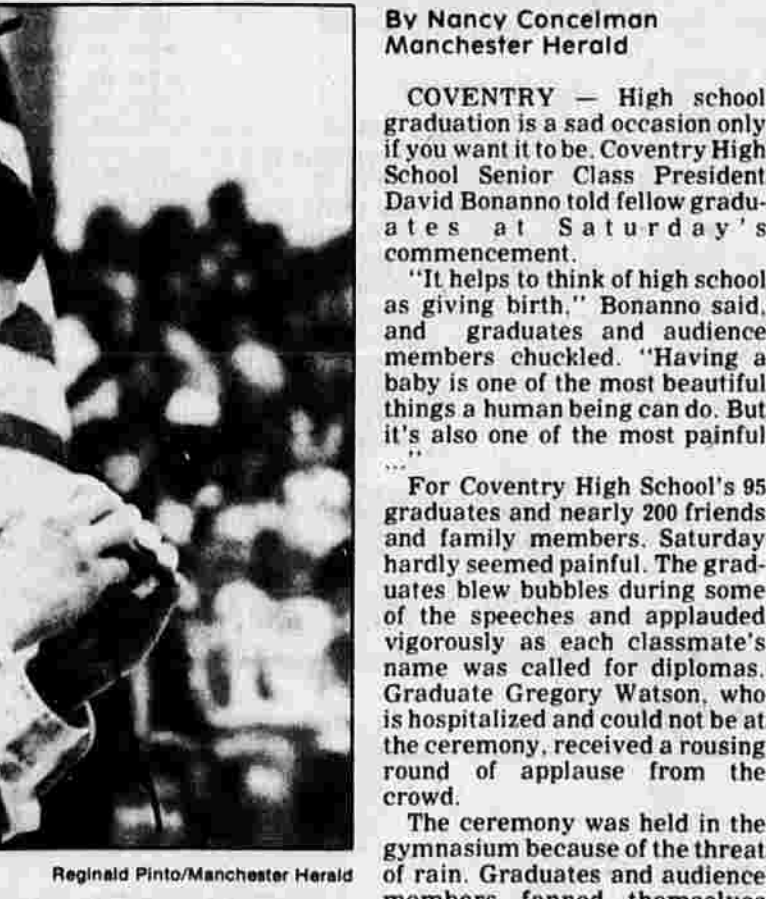 By Nancy Concelman
Manchester Herald
COVENTRY — High school
graduation is a sad occasion only
if you want it to be, Coventry High
School Senior Class President
David Bonanno told fellow gradu-
ates at Saturday's
commencement.
"It helps to think of high school
as giving birth," Bonanno said,
and graduates and audience
members chuckled. "Having a
baby is one of the most beautiful
things a human being can do. But
it's also one of the most painful
..."
For Coventry High School's 95
graduates and nearly 200 friends
and family members, Saturday
hardly seemed painful. The grad-
uates blew bubbles during some
of the speeches and applauded
vigorously as each classmate's
name was called for diplomas.
Graduate Gregory Watson, who
is hospitalized and could not be at
the ceremony, received a rousing
round of applause from the
crowd.
The ceremony was held in the
gymnasium because of the threat
of rain. Graduates and audience
members fanned themselves
Reginald Pinto/Manchester Herald